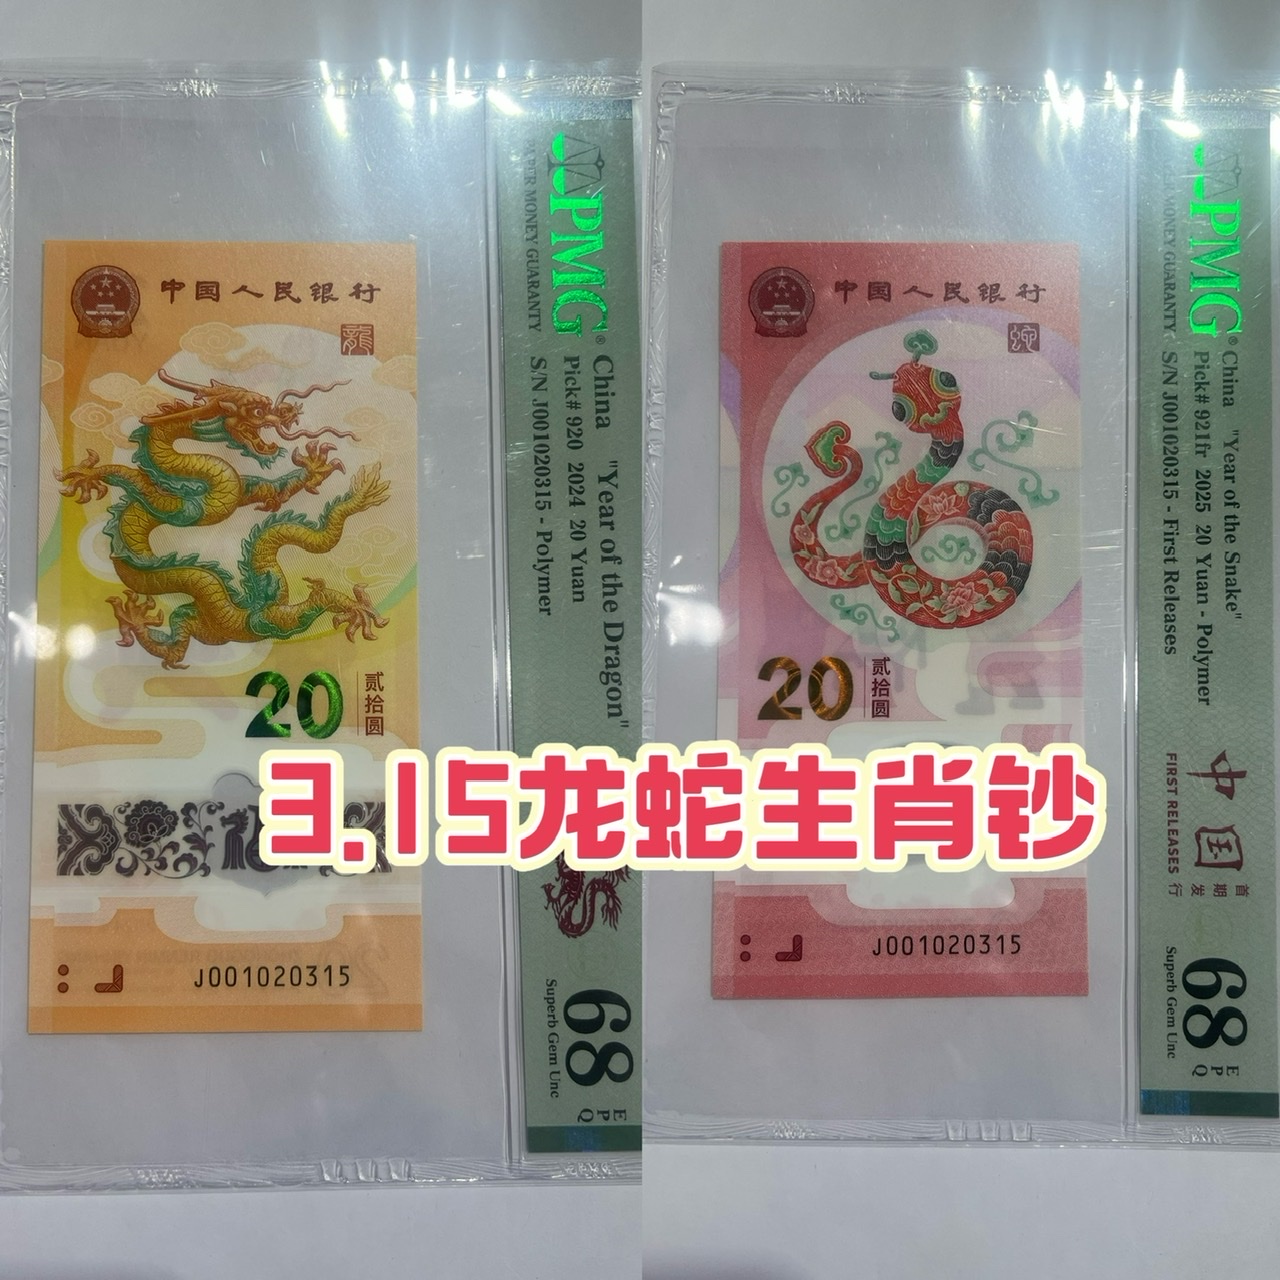 中国人民银行
龍
20
贰拾圆
福
J001020315
PMG®
PAPER MONEY GUARANTY
China "Year of the Dragon"
Pick# 920 2024 20 Yuan
S/N J001020315 - Polymer
68
EPQ
Superb Gem Unc
中国人民银行
蛇
20
贰拾圆
J001020315
PMG®
PAPER MONEY GUARANTY
China "Year of the Snake"
Pick# 921fr 2025 20 Yuan - Polymer
S/N J001020315 - First Releases
中国
首期发行
FIRST RELEASES
68
EPQ
Superb Gem Unc
3.15龙蛇生肖钞